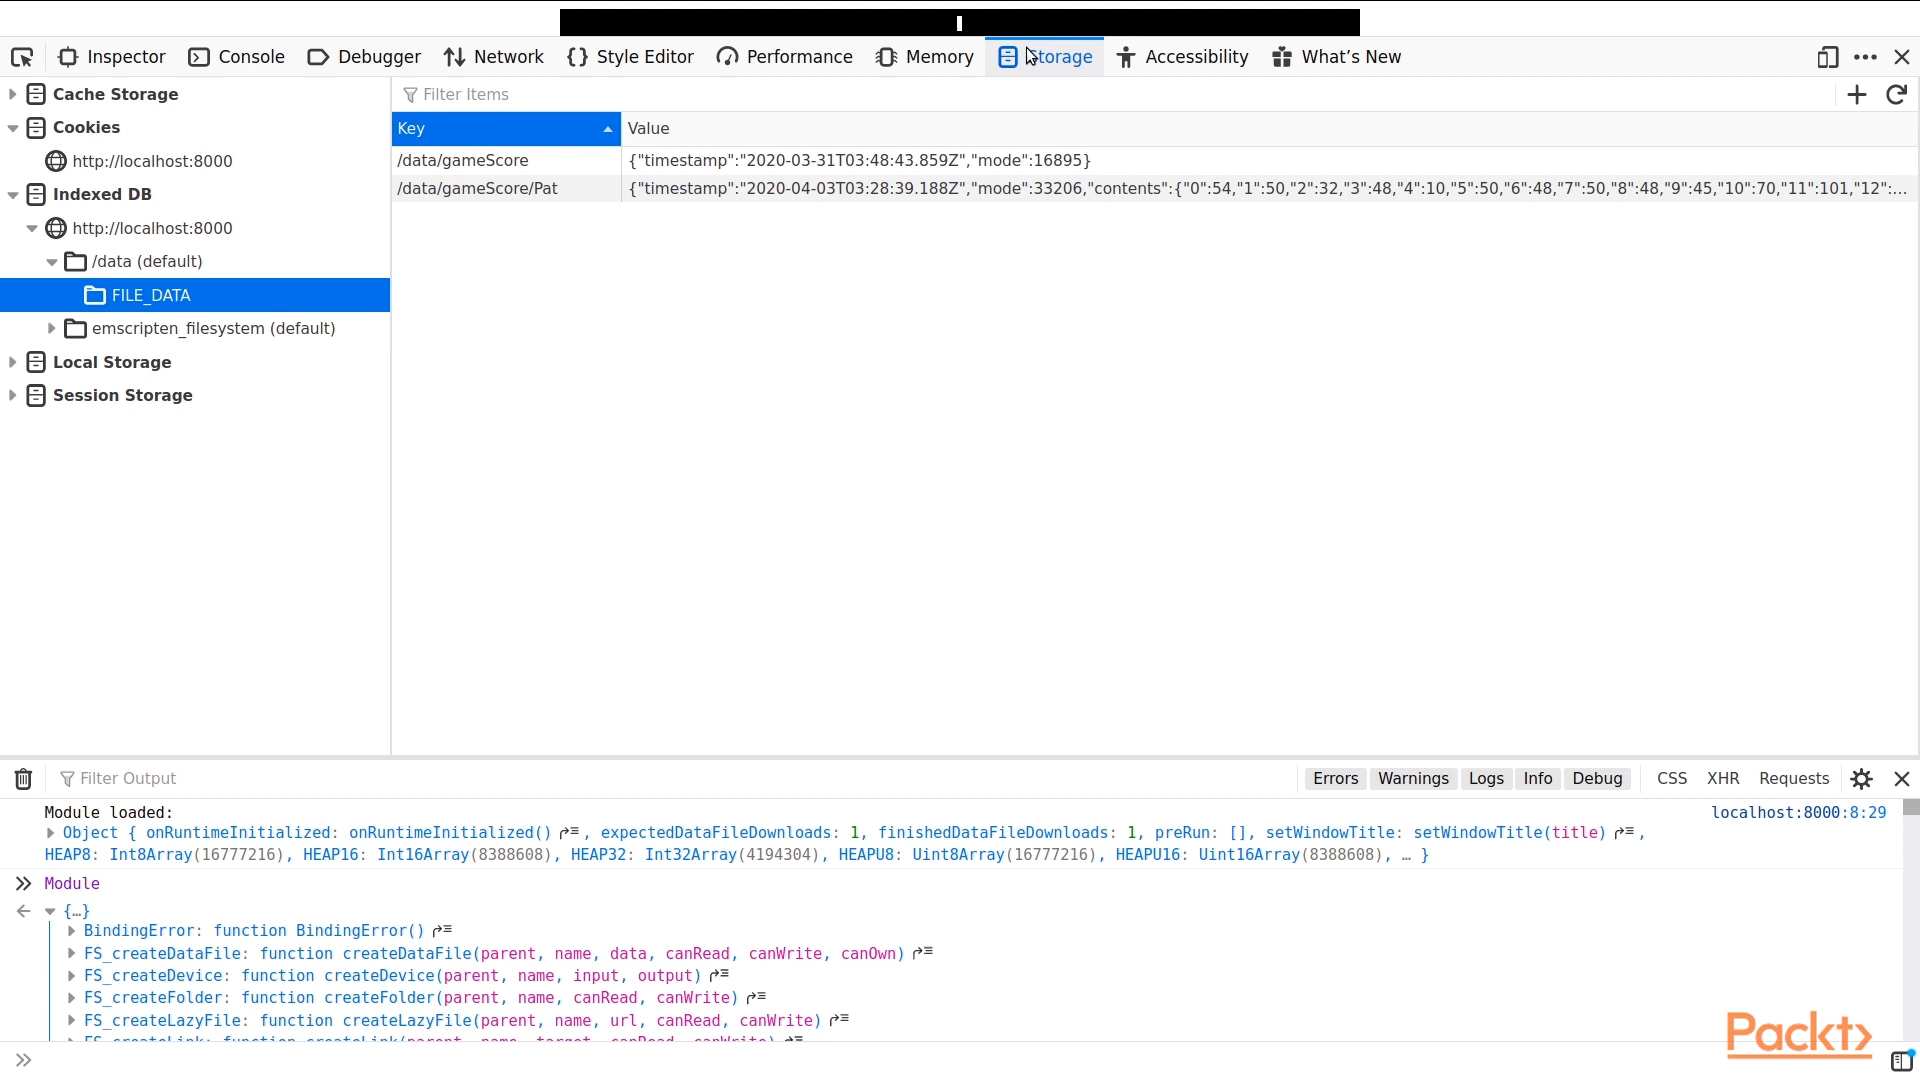 Inspector Console Debugger Network {} Style Editor Performance Memory Storage Accessibility What’s New
Cache Storage
Cookies
http://localhost:8000
Indexed DB
http://localhost:8000
/data (default)
FILE_DATA
emscripten_filesystem (default)
Local Storage
Session Storage
Filter Items
Key Value
/data/gameScore {"timestamp":"2020-03-31T03:48:43.859Z","mode":16895}
/data/gameScore/Pat {"timestamp":"2020-04-03T03:28:39.188Z","mode":33206,"contents":{"0":54,"1":50,"2":32,"3":48,"4":10,"5":50,"6":48,"7":50,"8":48,"9":45,"10":70,"11":101,"12":…
Filter Output Errors Warnings Logs Info Debug CSS XHR Requests
Module loaded: localhost:8000:8:29
Object { onRuntimeInitialized: onRuntimeInitialized(), expectedDataFileDownloads: 1, finishedDataFileDownloads: 1, preRun: [], setWindowTitle: setWindowTitle(title),
HEAP8: Int8Array(16777216), HEAP16: Int16Array(8388608), HEAP32: Int32Array(4194304), HEAPU8: Uint8Array(16777216), HEAPU16: Uint16Array(8388608), … }
Module
{…}
BindingError: function BindingError()
FS_createDataFile: function createDataFile(parent, name, data, canRead, canWrite, canOwn)
FS_createDevice: function createDevice(parent, name, input, output)
FS_createFolder: function createFolder(parent, name, canRead, canWrite)
FS_createLazyFile: function createLazyFile(parent, name, url, canRead, canWrite)
FS_createLink: function createLink(parent, name, target, canRead, canWrite)
Packt>